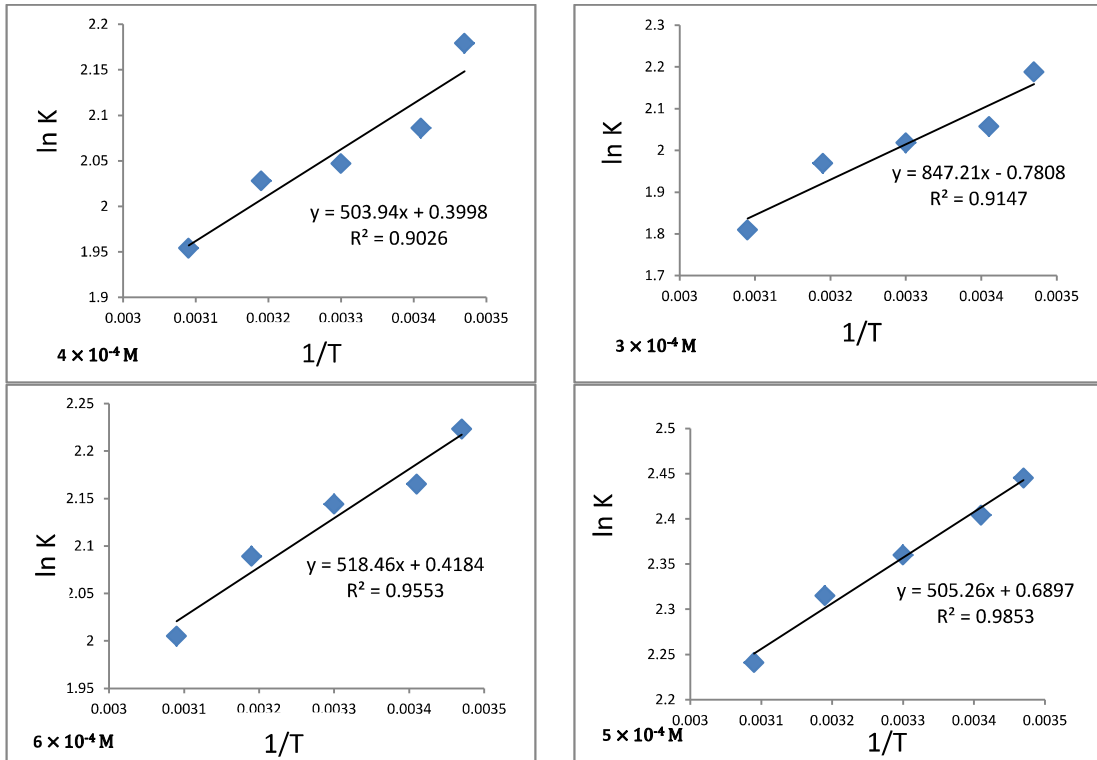 2.2
2.15
2.1
2.05
2
1.95
1.9
ln K
y = 503.94x + 0.3998
R² = 0.9026
0.003 0.0031 0.0032 0.0033 0.0034 0.0035
4 × 10⁻⁴ M
1/T
2.3
2.2
2.1
2
1.9
1.8
1.7
ln K
y = 847.21x - 0.7808
R² = 0.9147
0.003 0.0031 0.0032 0.0033 0.0034 0.0035
3 × 10⁻⁴ M
1/T
2.25
2.2
2.15
2.1
2.05
2
1.95
ln K
y = 518.46x + 0.4184
R² = 0.9553
0.003 0.0031 0.0032 0.0033 0.0034 0.0035
6 × 10⁻⁴ M
1/T
2.5
2.45
2.4
2.35
2.3
2.25
2.2
ln K
y = 505.26x + 0.6897
R² = 0.9853
0.003 0.0031 0.0032 0.0033 0.0034 0.0035
5 × 10⁻⁴ M
1/T